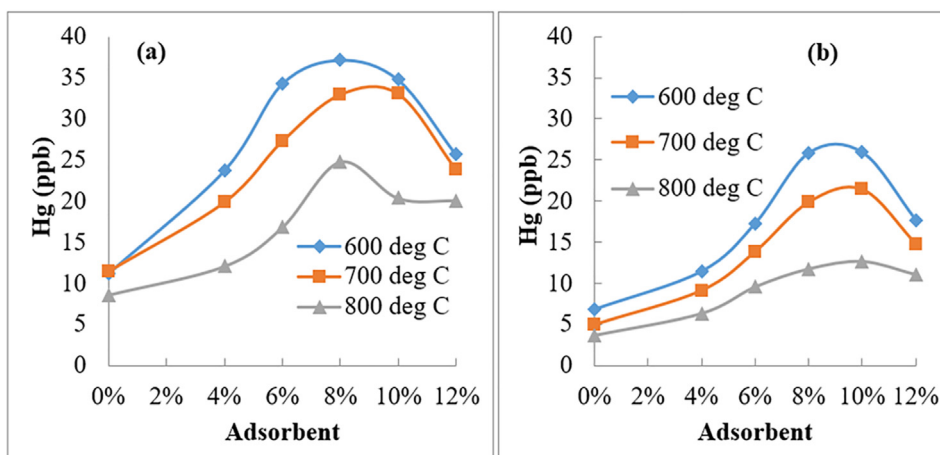 (a)
40
35
30
25
20
15
10
5
0
Hg (ppb)
600 deg C
700 deg C
800 deg C
0% 2% 4% 6% 8% 10% 12%
Adsorbent
(b)
40
35
30
25
20
15
10
5
0
Hg (ppb)
600 deg C
700 deg C
800 deg C
0% 2% 4% 6% 8% 10% 12%
Adsorbent